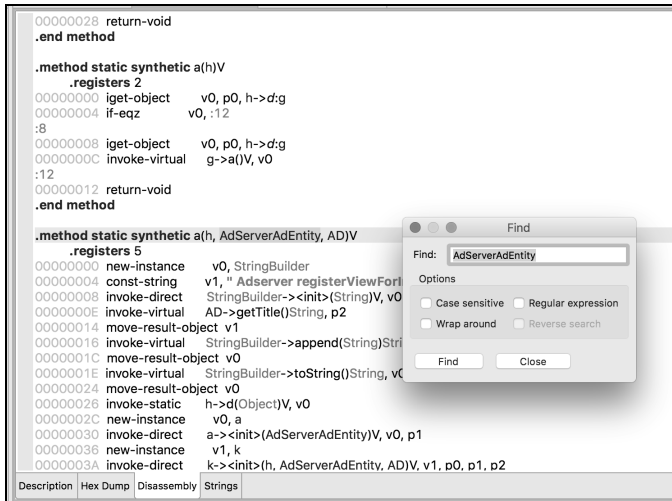 00000028 return-void
.end method
.method static synthetic a(h)V
.registers 2
00000000 iget-object v0, p0, h->d:g
00000004 if-eqz v0, :12
:8
00000008 iget-object v0, p0, h->d:g
0000000C invoke-virtual g->a()V, v0
:12
00000012 return-void
.end method
.method static synthetic a(h, AdServerAdEntity, AD)V
.registers 5
00000000 new-instance v0, StringBuilder
00000004 const-string v1, " Adserver registerViewForI
00000008 invoke-direct StringBuilder-><init>(String)V, v0
0000000E invoke-virtual AD->getTitle()String, p2
00000014 move-result-object v1
00000016 invoke-virtual StringBuilder->append(String)Stri
0000001C move-result-object v0
0000001E invoke-virtual StringBuilder->toString()String, v0
00000024 move-result-object v0
00000026 invoke-static h->d(Object)V, v0
0000002C new-instance v0, a
00000030 invoke-direct a-><init>(AdServerAdEntity)V, v0, p1
00000036 new-instance v1, k
0000003A invoke-direct k-><init>(h, AdServerAdEntity, AD)V, v1, p0, p1, p2
Find
Find: AdServerAdEntity
Options
Case sensitive Regular expression
Wrap around Reverse search
Find Close
Description Hex Dump Disassembly Strings